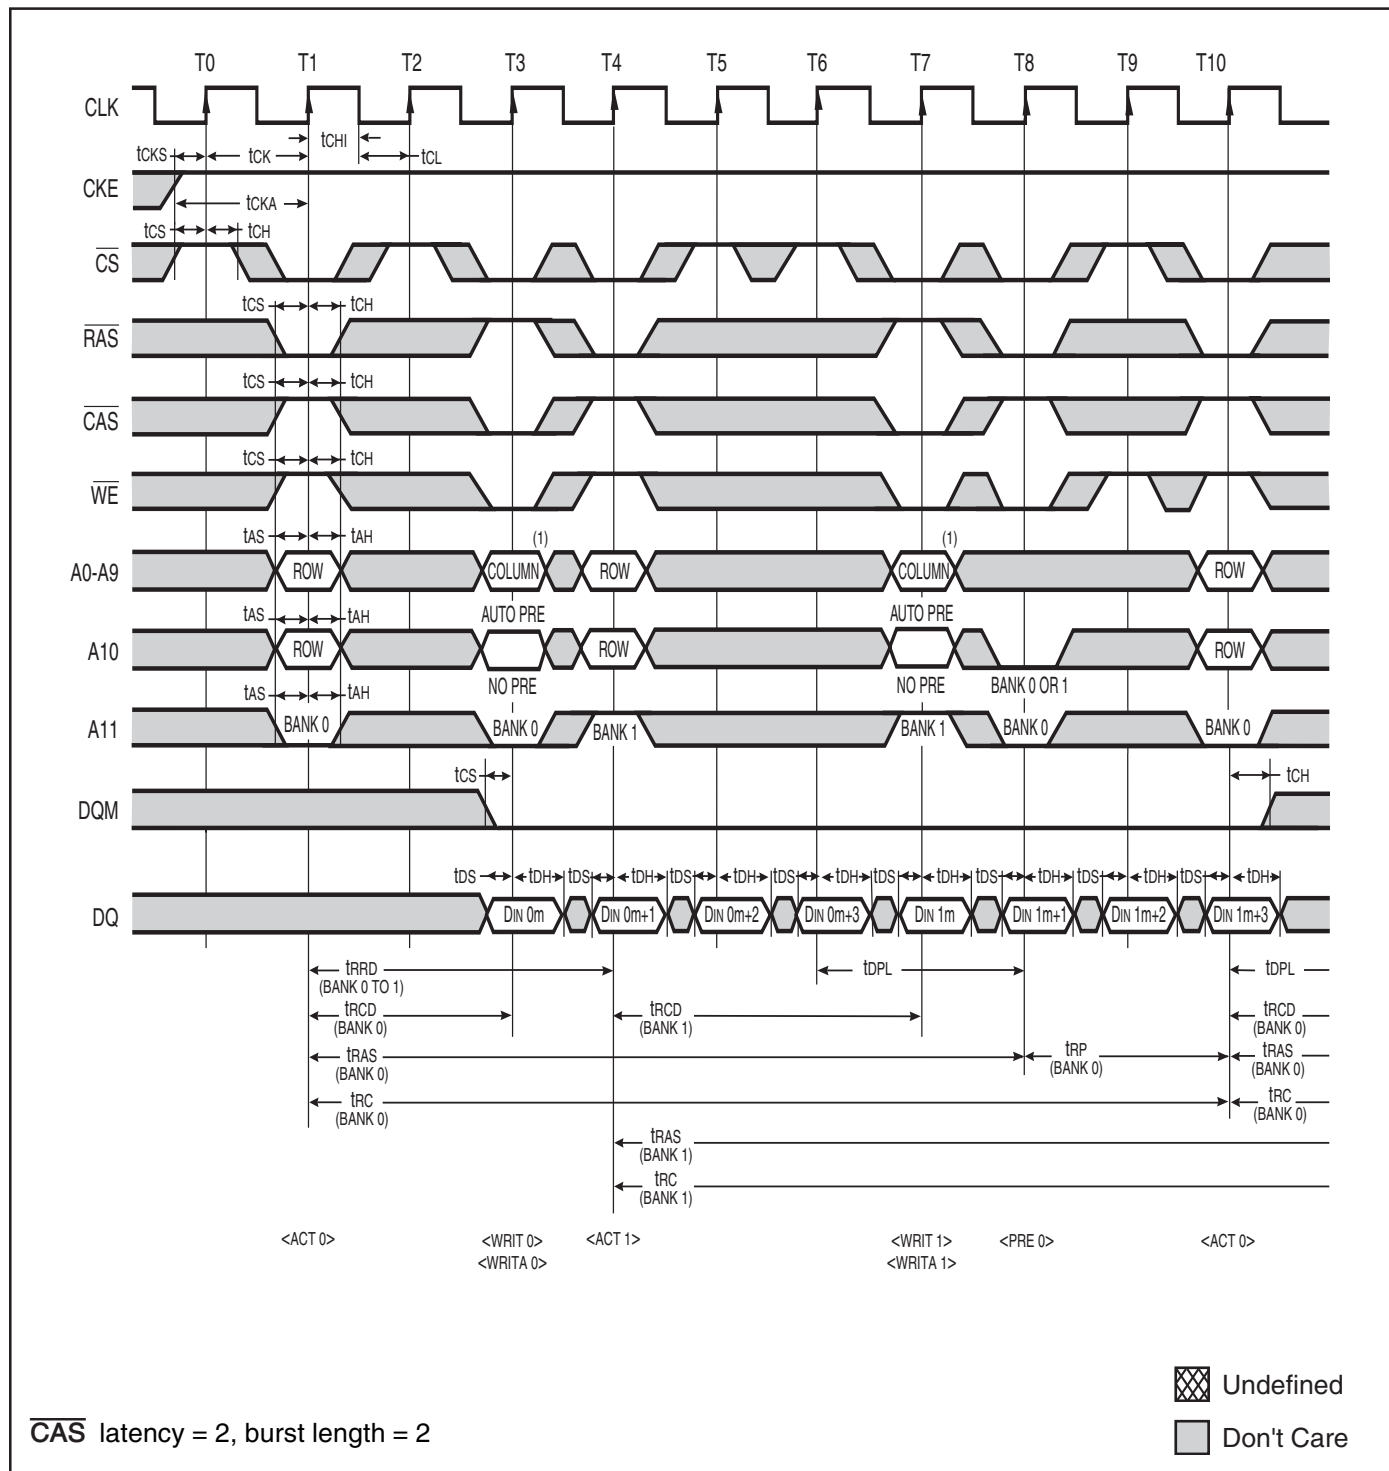 T0 T1 T2 T3 T4 T5 T6 T7 T8 T9 T10
CLK
tCHI
tCKS tCK tCL
CKE
tCKA
tCS tCH
CS
tCS tCH
RAS
tCS tCH
CAS
tCS tCH
WE
tAS tAH (1) (1)
A0-A9 ROW COLUMN ROW COLUMN ROW
tAS tAH AUTO PRE AUTO PRE
A10 ROW ROW ROW
tAS tAH NO PRE NO PRE BANK 0 OR 1
A11 BANK 0 BANK 0 BANK 1 BANK 1 BANK 0 BANK 0
tCS tCH
DQM
tDS tDH tDS tDH tDS tDH tDS tDH tDS tDH tDS tDH tDS tDH tDS tDH
DQ DIN 0m DIN 0m+1 DIN 0m+2 DIN 0m+3 DIN 1m DIN 1m+1 DIN 1m+2 DIN 1m+3
tRRD tDPL tDPL
(BANK 0 TO 1)
tRCD tRCD tRCD
(BANK 0) (BANK 1) (BANK 0)
tRAS tRP tRAS
(BANK 0) (BANK 0) (BANK 0)
tRC tRC
(BANK 0) (BANK 0)
tRAS
(BANK 1)
tRC
(BANK 1)
<ACT 0> <WRIT 0> <ACT 1> <WRIT 1> <PRE 0> <ACT 0>
<WRITA 0> <WRITA 1>
Undefined
CAS latency = 2, burst length = 2
Don't Care